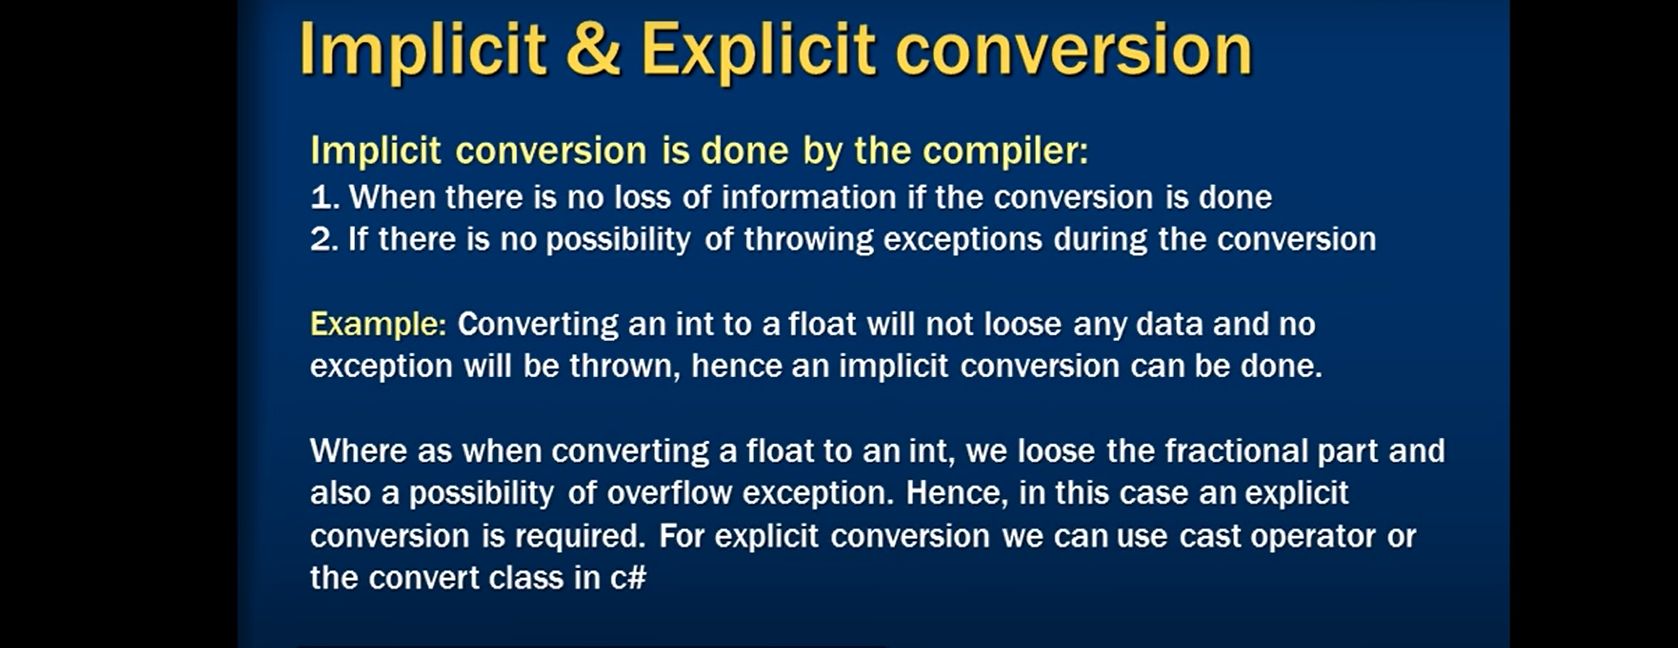 Implicit & Explicit conversion
Implicit conversion is done by the compiler:
1. When there is no loss of information if the conversion is done
2. If there is no possibility of throwing exceptions during the conversion
Example: Converting an int to a float will not loose any data and no
exception will be thrown, hence an implicit conversion can be done.
Where as when converting a float to an int, we loose the fractional part and
also a possibility of overflow exception. Hence, in this case an explicit
conversion is required. For explicit conversion we can use cast operator or
the convert class in c#